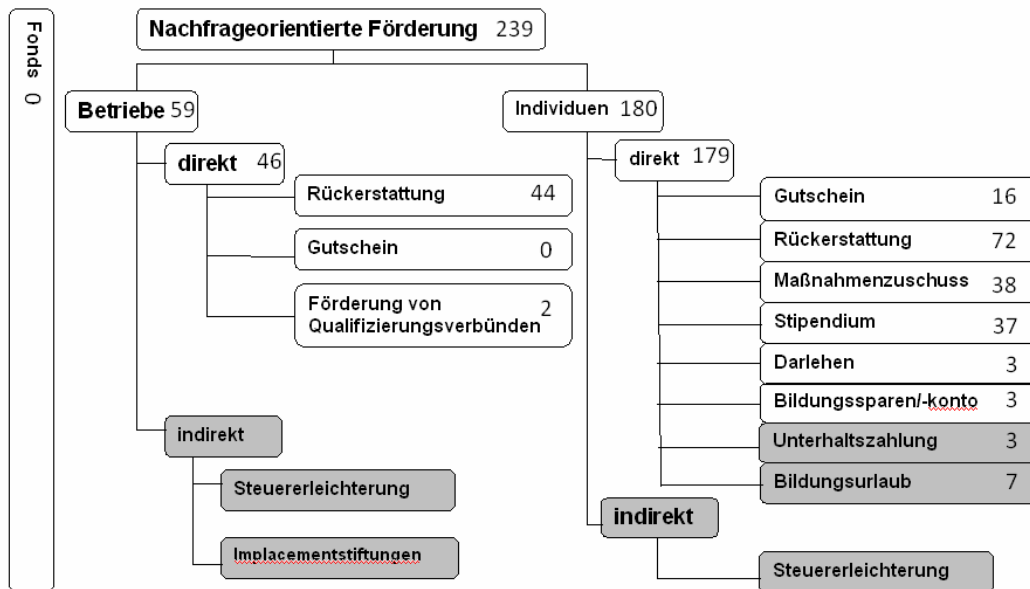 Fonds 0
Nachfrageorientierte Förderung 239
Betriebe 59
direkt 46
Rückerstattung 44
Gutschein 0
Förderung von
Qualifizierungsverbünden 2
indirekt
Steuererleichterung
Implacementstiftungen
Individuen 180
direkt 179
Gutschein 16
Rückerstattung 72
Maßnahmenzuschuss 38
Stipendium 37
Darlehen 3
Bildungssparen/-konto 3
Unterhaltszahlung 3
Bildungsurlaub 7
indirekt
Steuererleichterung